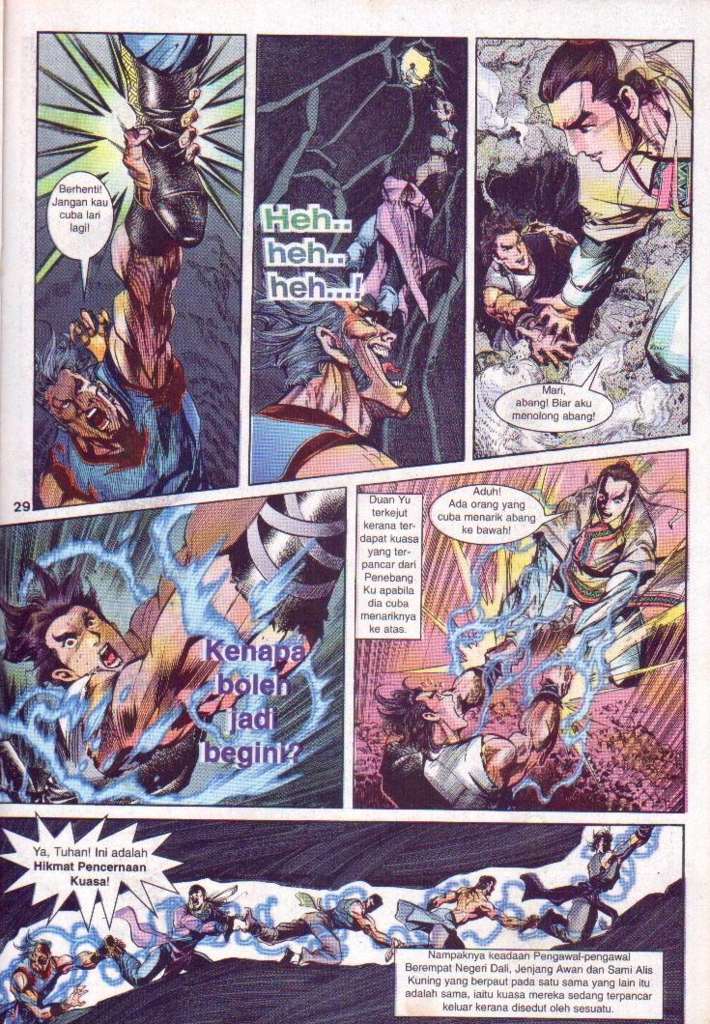 Berhenti!
Jangan kau
cuba lari
lagi!
Heh..
heh..
heh...!
Mari,
abang! Biar aku
menolong abang!
29
Kenapa
boleh
jadi
begini?
Duan Yu
terkejut
kerana ter-
dapat kuasa
yang ter-
pancar dari
Penebang
Ku apabila
dia cuba
menariknya
ke atas.
Aduh!
Ada orang yang
cuba menarik abang
ke bawah!
Ya, Tuhan! Ini adalah
Hikmat Pencernaan
Kuasa!
Nampaknya keadaan Pengawal-pengawal
Berempat Negeri Dali, Jenjang Awan dan Sami Alis
Kuning yang berpaut pada satu sama yang lain itu
adalah sama, iaitu kuasa mereka sedang terpancar
keluar kerana disedut oleh sesuatu.